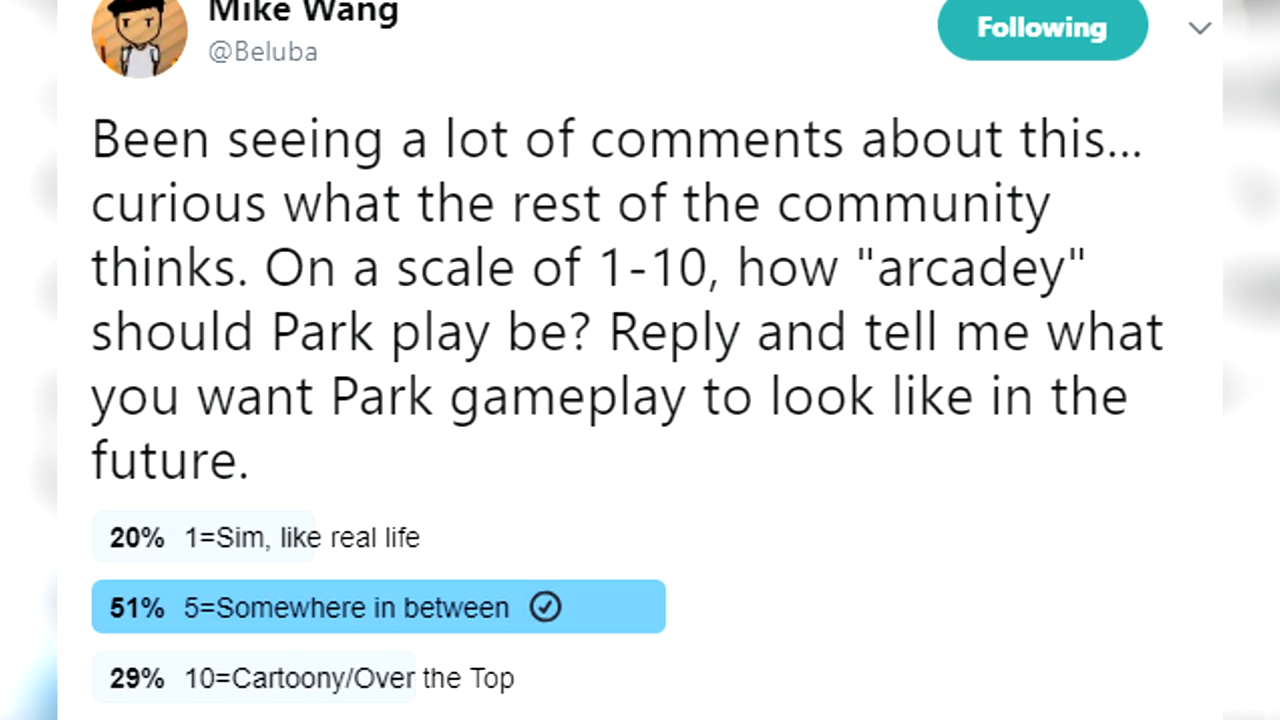 Mike Wang
@Beluba
Following
Been seeing a lot of comments about this...
curious what the rest of the community
thinks. On a scale of 1-10, how "arcadey"
should Park play be? Reply and tell me what
you want Park gameplay to look like in the
future.
20% 1=Sim, like real life
51% 5=Somewhere in between
29% 10=Cartoony/Over the Top